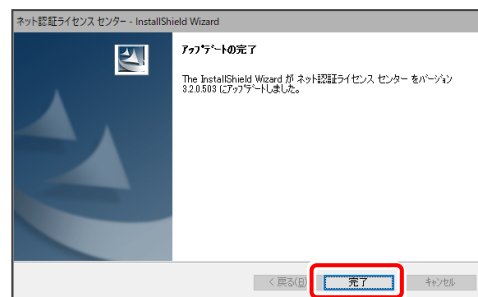 ネット認証ライセンス センター - InstallShield Wizard
ｱｯﾌﾟﾃﾞｰﾄの完了
The InstallShield Wizard が ネット認証ライセンス センター をバージョン
3.2.0.503 にｱｯﾌﾟﾃﾞｰﾄしました。
< 戻る(B)
完了
キャンセル